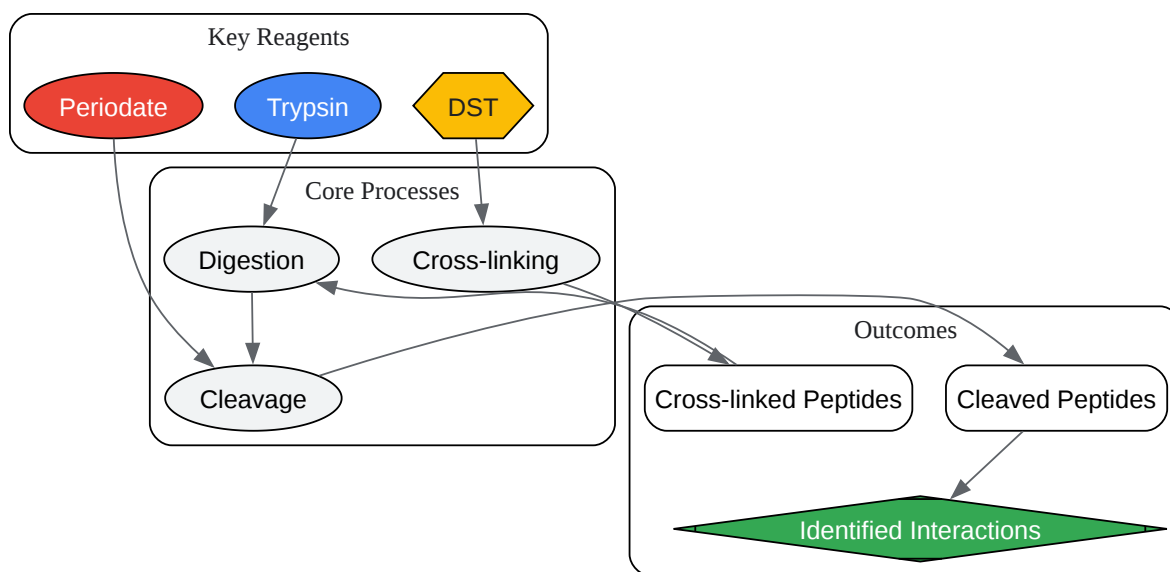 Key Reagents
Periodate
Trypsin
DST
Core Processes
Digestion
Cross-linking
Cleavage
Outcomes
Cross-linked Peptides
Cleaved Peptides
Identified Interactions